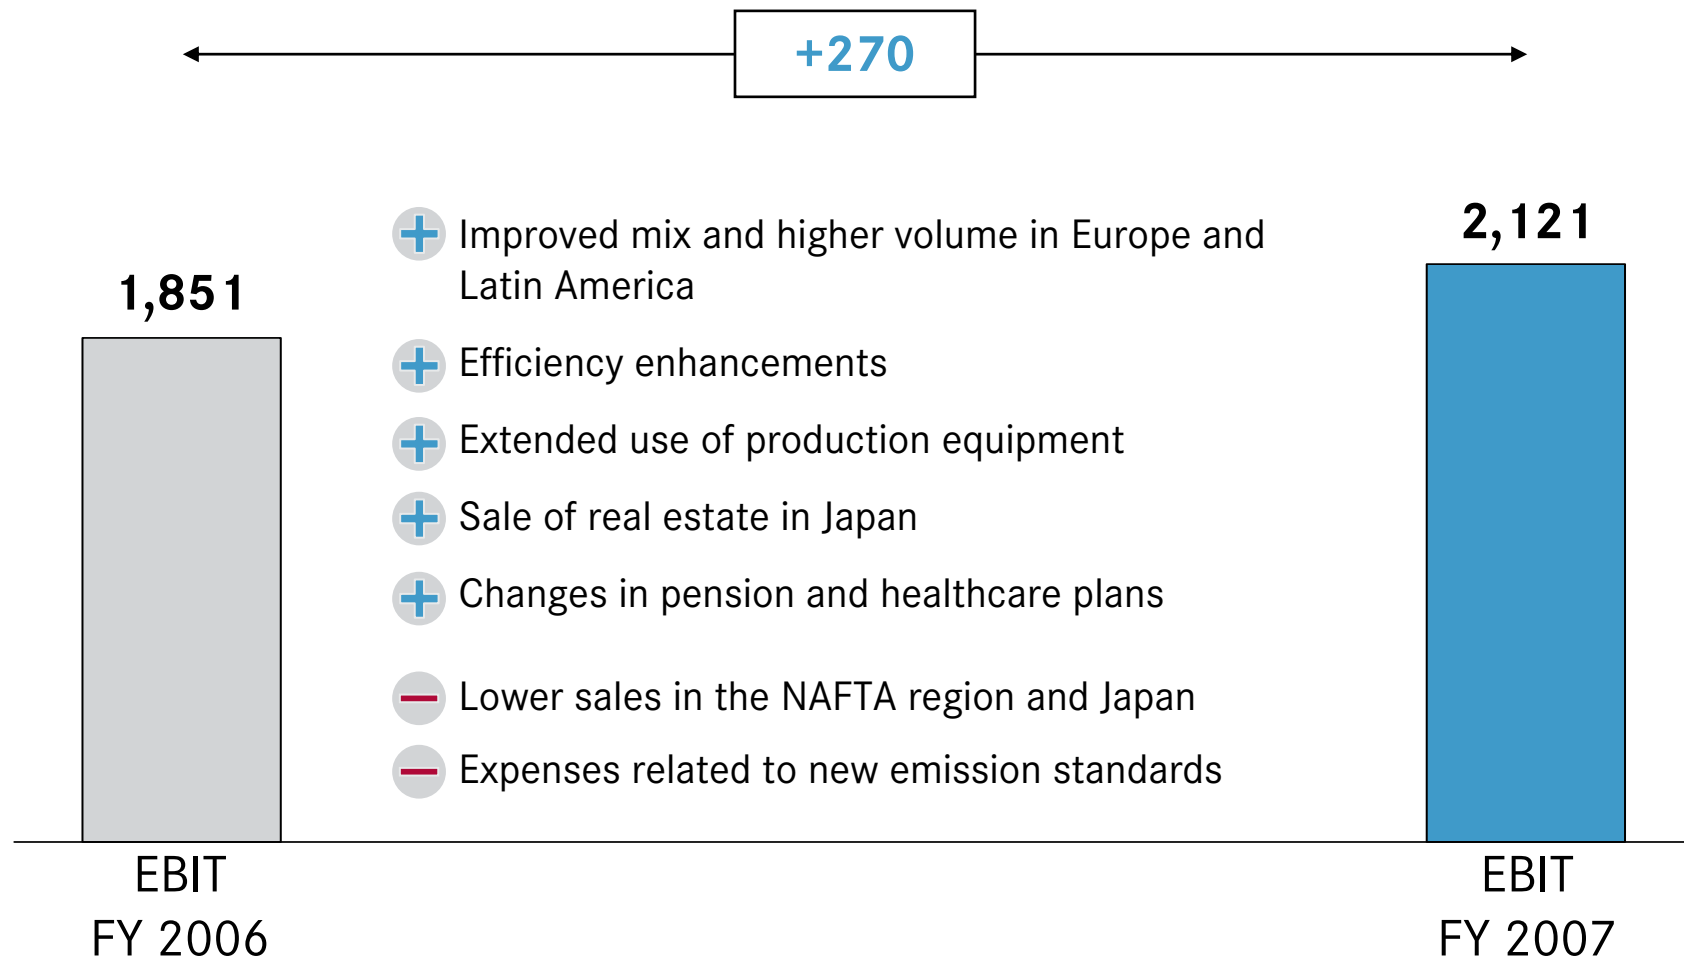 +270
1,851
2,121
+ Improved mix and higher volume in Europe and
Latin America
+ Efficiency enhancements
+ Extended use of production equipment
+ Sale of real estate in Japan
+ Changes in pension and healthcare plans
− Lower sales in the NAFTA region and Japan
− Expenses related to new emission standards
EBIT
FY 2006
EBIT
FY 2007